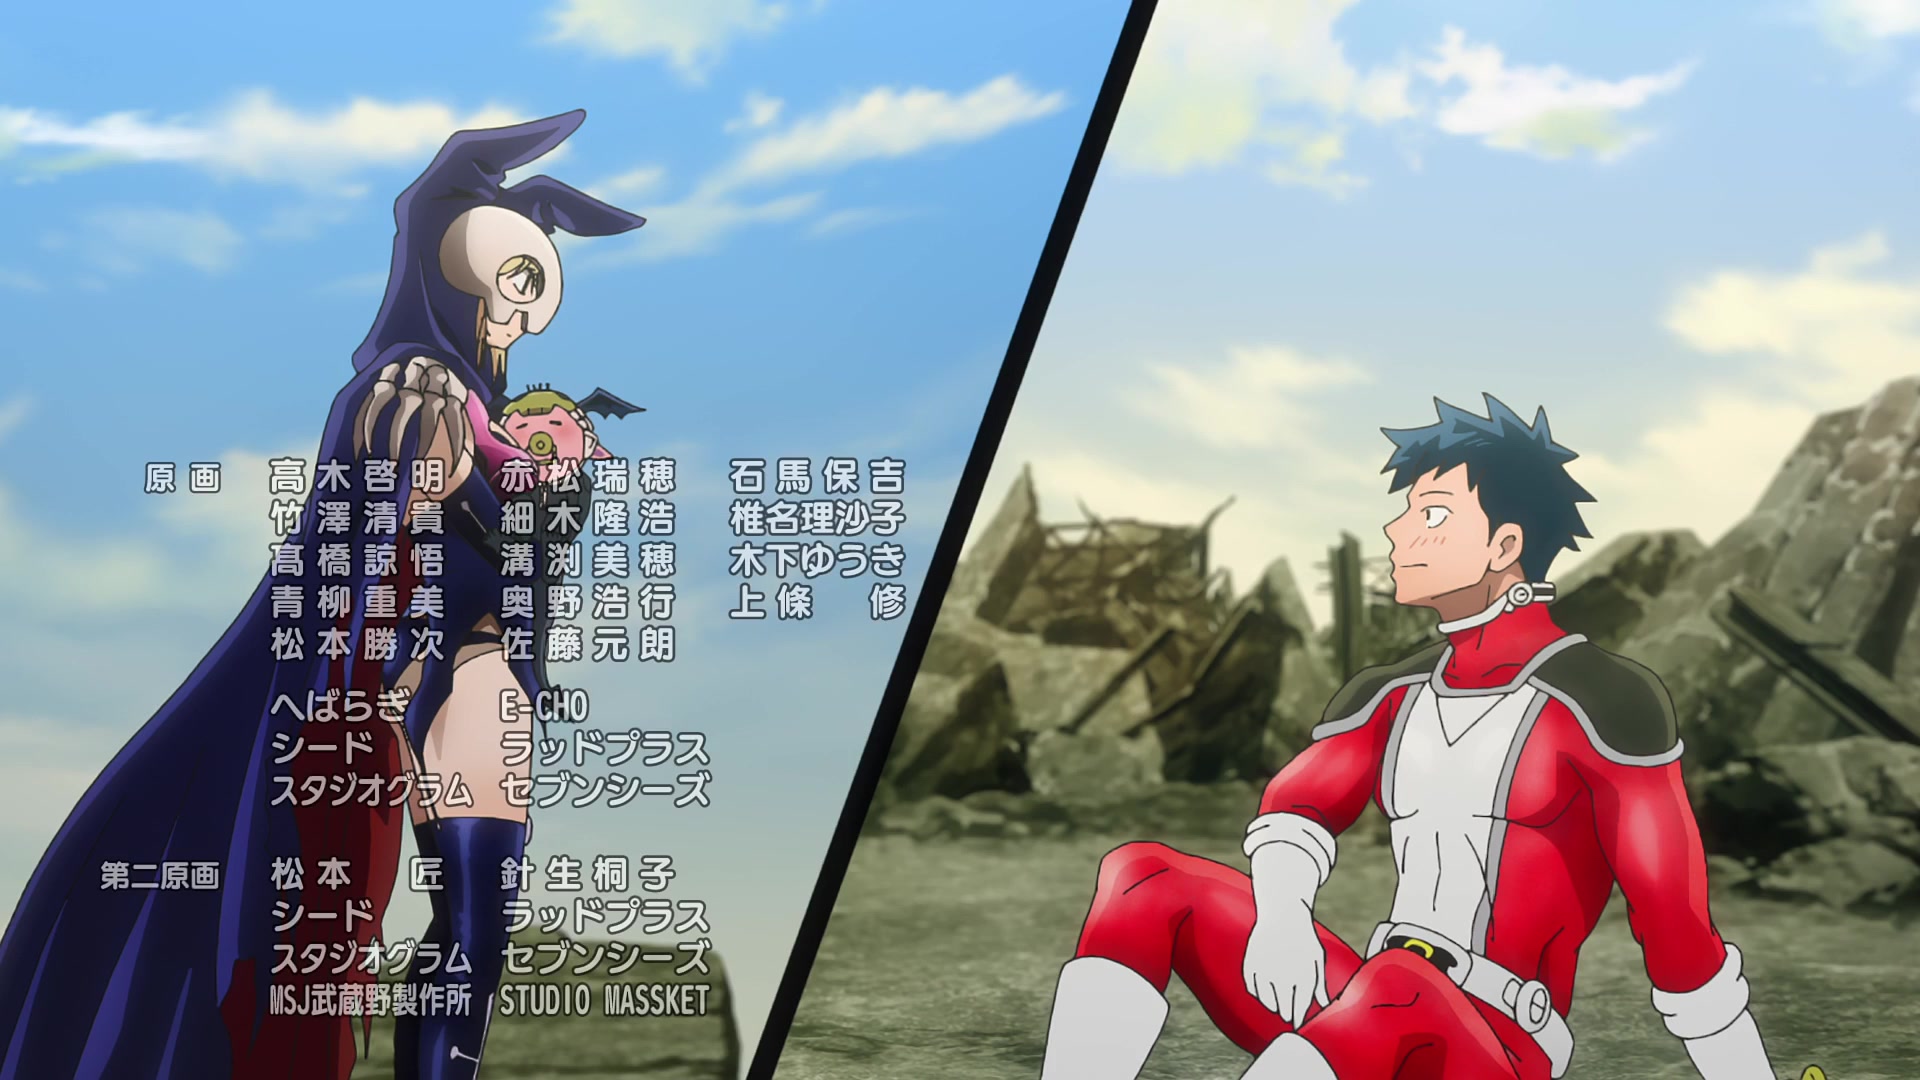 原画 高木啓明 赤松瑞穂 石馬保吉
竹澤清貴 細木隆浩 椎名理沙子
髙橋諒悟 溝渕美穂 木下ゆうき
青柳重美 奥野浩行 上條 修
松本勝次 佐藤元朗
へばらぎ E-CHO
シード ラッドプラス
スタジオグラム セブンシーズ
第二原画 松本 匠 針生桐子
シード ラッドプラス
スタジオグラム セブンシーズ
MSJ武蔵野製作所 STUDIO MASSKET